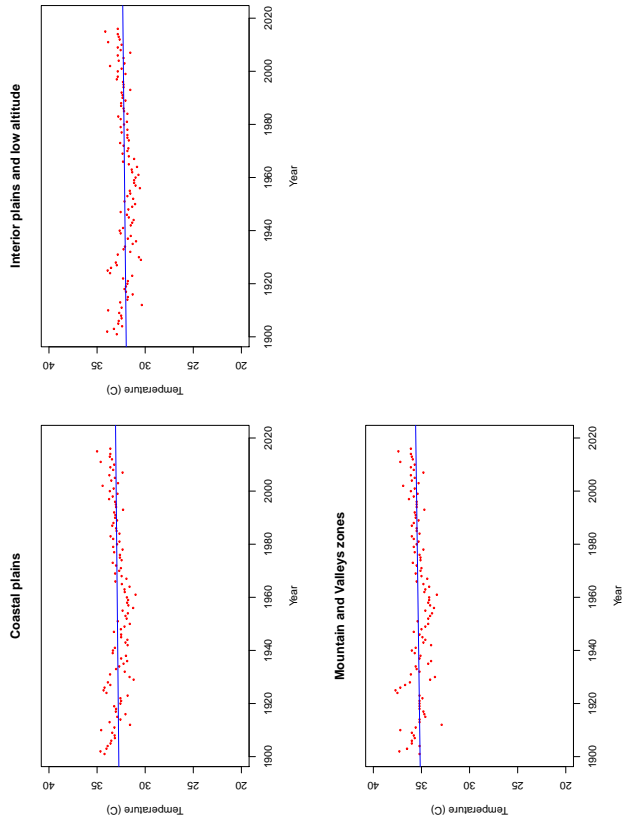 Coastal plains
Temperature (C)
40
35
30
25
20
1900 1920 1940 1960 1980 2000 2020
Year
Interior plains and low altitude
Temperature (C)
40
35
30
25
20
1900 1920 1940 1960 1980 2000 2020
Year
Mountain and Valleys zones
Temperature (C)
40
35
30
25
20
1900 1920 1940 1960 1980 2000 2020
Year